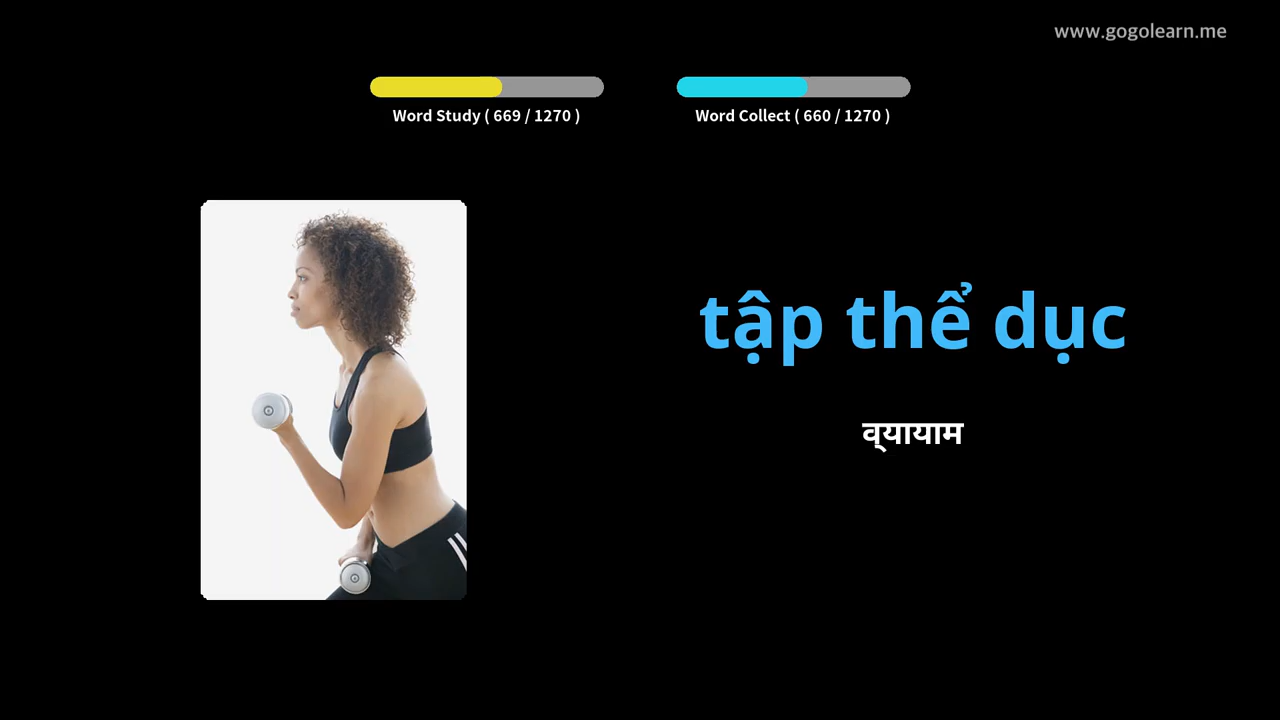 www.gogolearn.me
Word Study ( 669 / 1270 )
Word Collect ( 660 / 1270 )
tập thể dục
व्यायाम